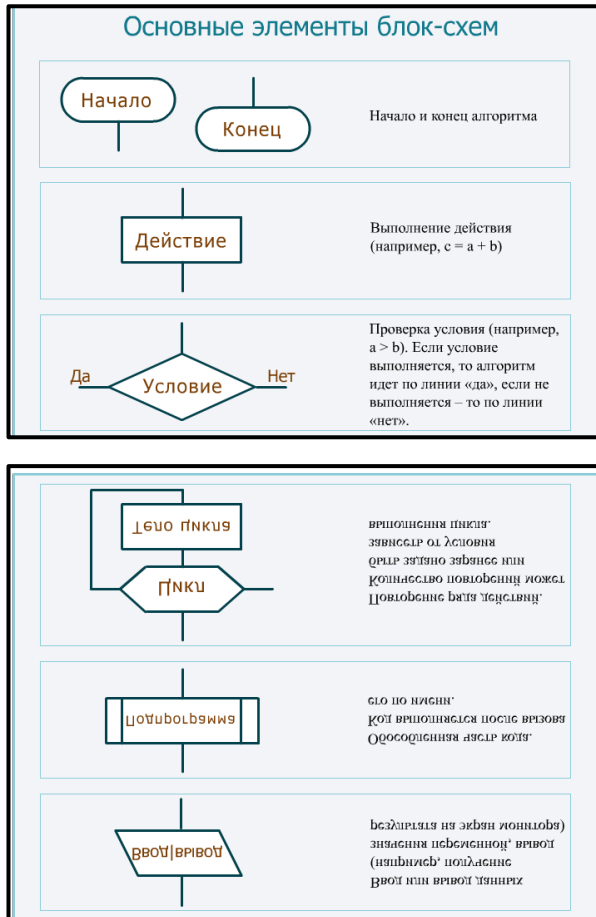 Основные элементы блок-схем
Начало
Конец
Начало и конец алгоритма
Действие
Выполнение действия
(например, c = a + b)
Да
Условие
Нет
Проверка условия (например,
a > b). Если условие
выполняется, то алгоритм
идет по линии «да», если не
выполняется – то по линии
«нет».
Ввод|вывод
Ввод или вывод данных
(например, получение
значения переменной, вывод
результата на экран монитора)
Подпрограмма
Обособленная часть кода.
Код выполняется после вызова
его по имени.
Цикл
Тело цикла
Повторение ряда действий.
Количество повторений может
быть задано заранее или
зависеть от условия
выполнения цикла.